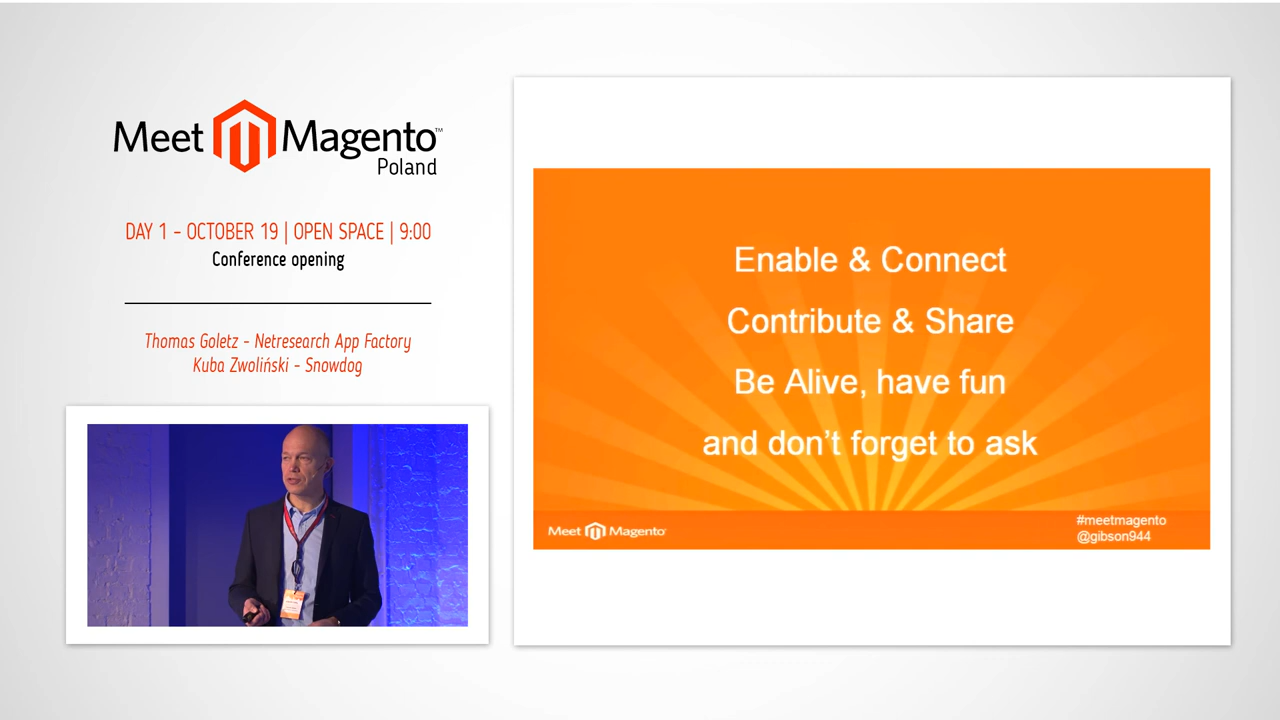 Meet Magento™
Poland
DAY 1 - OCTOBER 19 | OPEN SPACE | 9:00
Conference opening
Thomas Goletz - Netresearch App Factory
Kuba Zwoliński - Snowdog
Enable & Connect
Contribute & Share
Be Alive, have fun
and don’t forget to ask
Meet Magento
#meetmagento
@gibson944